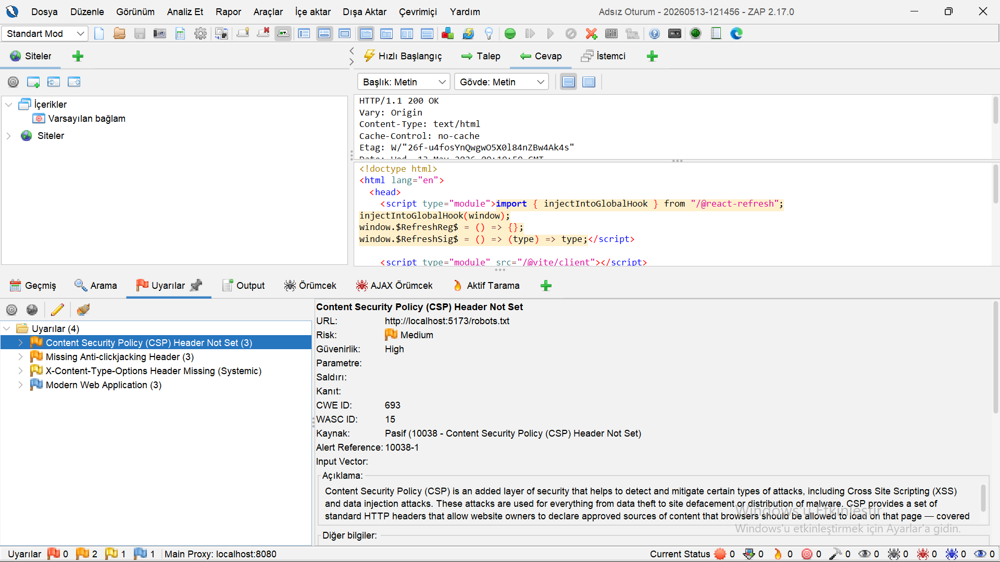 Dosya Düzenle Görünüm Analiz Et Rapor Araçlar İçe aktar Dışa Aktar Çevrimiçi Yardım Adsız Oturum - 20260513-121456 - ZAP 2.17.0
Standart Mod
Siteler
Hızlı Başlangıç Talep Cevap İstemci
Başlık: Metin Gövde: Metin
İçerikler
Varsayılan bağlam
Siteler
HTTP/1.1 200 OK
Vary: Origin
Content-Type: text/html
Cache-Control: no-cache
Etag: W/"26f-u4fosYnQwgwO5X0l84nZBw4Ak4s"
<!doctype html>
<html lang="en">
<head>
<script type="module">import { injectIntoGlobalHook } from "/@react-refresh";
injectIntoGlobalHook(window);
window.$RefreshReg$ = () => {};
window.$RefreshSig$ = () => (type) => type;</script>
<script type="module" src="/@vite/client"></script>
Geçmiş Arama Uyarılar Output Örümcek AJAX Örümcek Aktif Tarama
Uyarılar (4)
Content Security Policy (CSP) Header Not Set (3)
Missing Anti-clickjacking Header (3)
X-Content-Type-Options Header Missing (Systemic)
Modern Web Application (3)
Content Security Policy (CSP) Header Not Set
URL: http://localhost:5173/robots.txt
Risk: Medium
Güvenirlik: High
Parametre:
Saldırı:
Kanıt:
CWE ID: 693
WASC ID: 15
Kaynak: Pasif (10038 - Content Security Policy (CSP) Header Not Set)
Alert Reference: 10038-1
Input Vector:
Açıklama:
Content Security Policy (CSP) is an added layer of security that helps to detect and mitigate certain types of attacks, including Cross Site Scripting (XSS)
and data injection attacks. These attacks are used for everything from data theft to site defacement or distribution of malware. CSP provides a set of
standard HTTP headers that allow website owners to declare approved sources of content that browsers should be allowed to load on that page — covered
Diğer bilgiler:
Windows'u Etkinleştir
Windows'u etkinleştirmek için Ayarlar'a gidin.
Uyarılar 0 2 1 1 Main Proxy: localhost:8080 Current Status 0 0 0 0 0 0 0 0 0 0